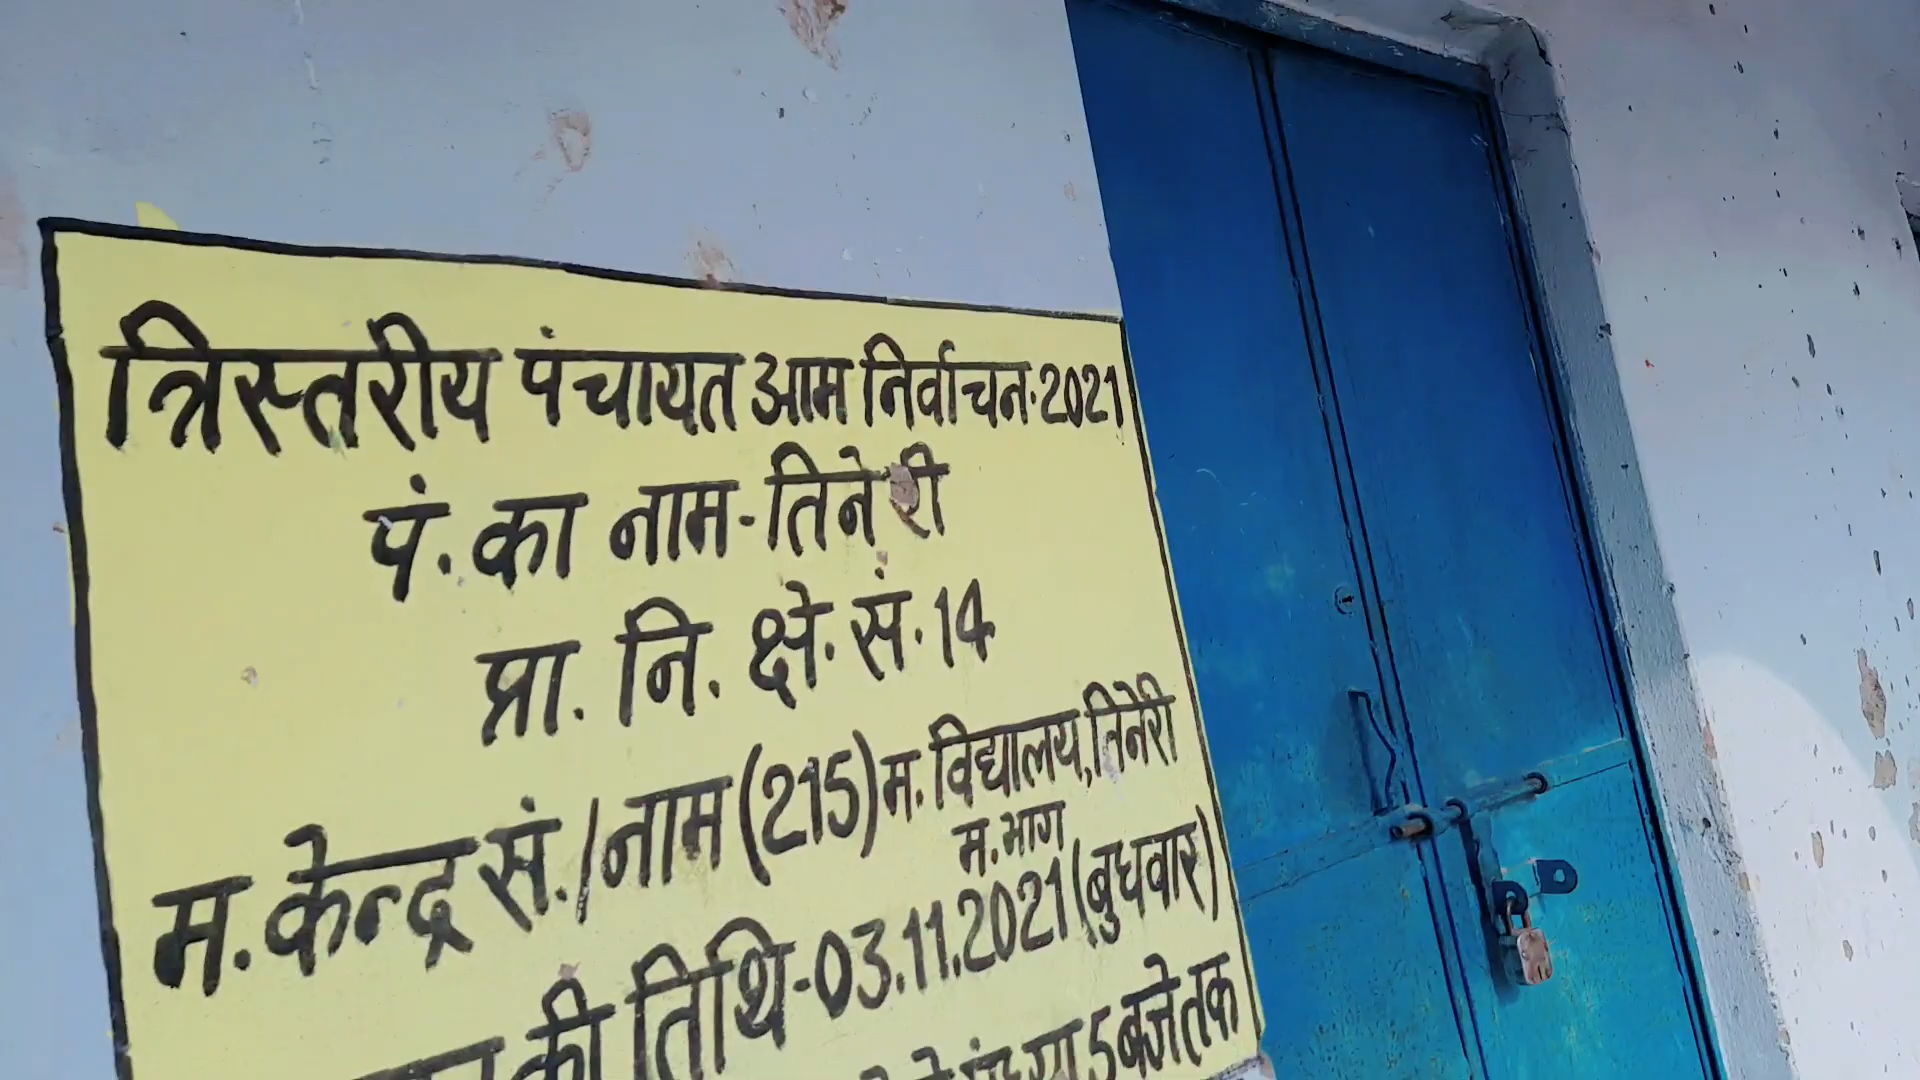 त्रिस्तरीय पंचायत आम निर्वाचन-2021
पं. का नाम-तिनेरी
प्रा. नि. क्षे. सं. 14
म. केन्द्र सं./नाम (215) म. विद्यालय, तिनेरी
म. भाग
की तिथि-03.11.2021 (बुधवार)
5 बजे तक